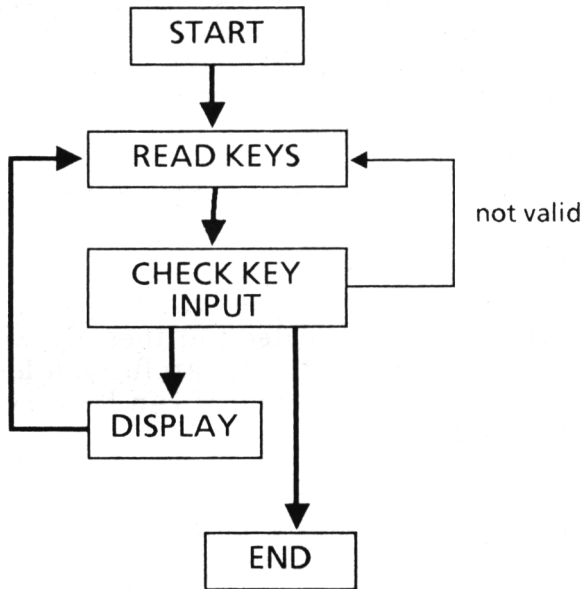 START
READ KEYS
not valid
CHECK KEY
INPUT
DISPLAY
END